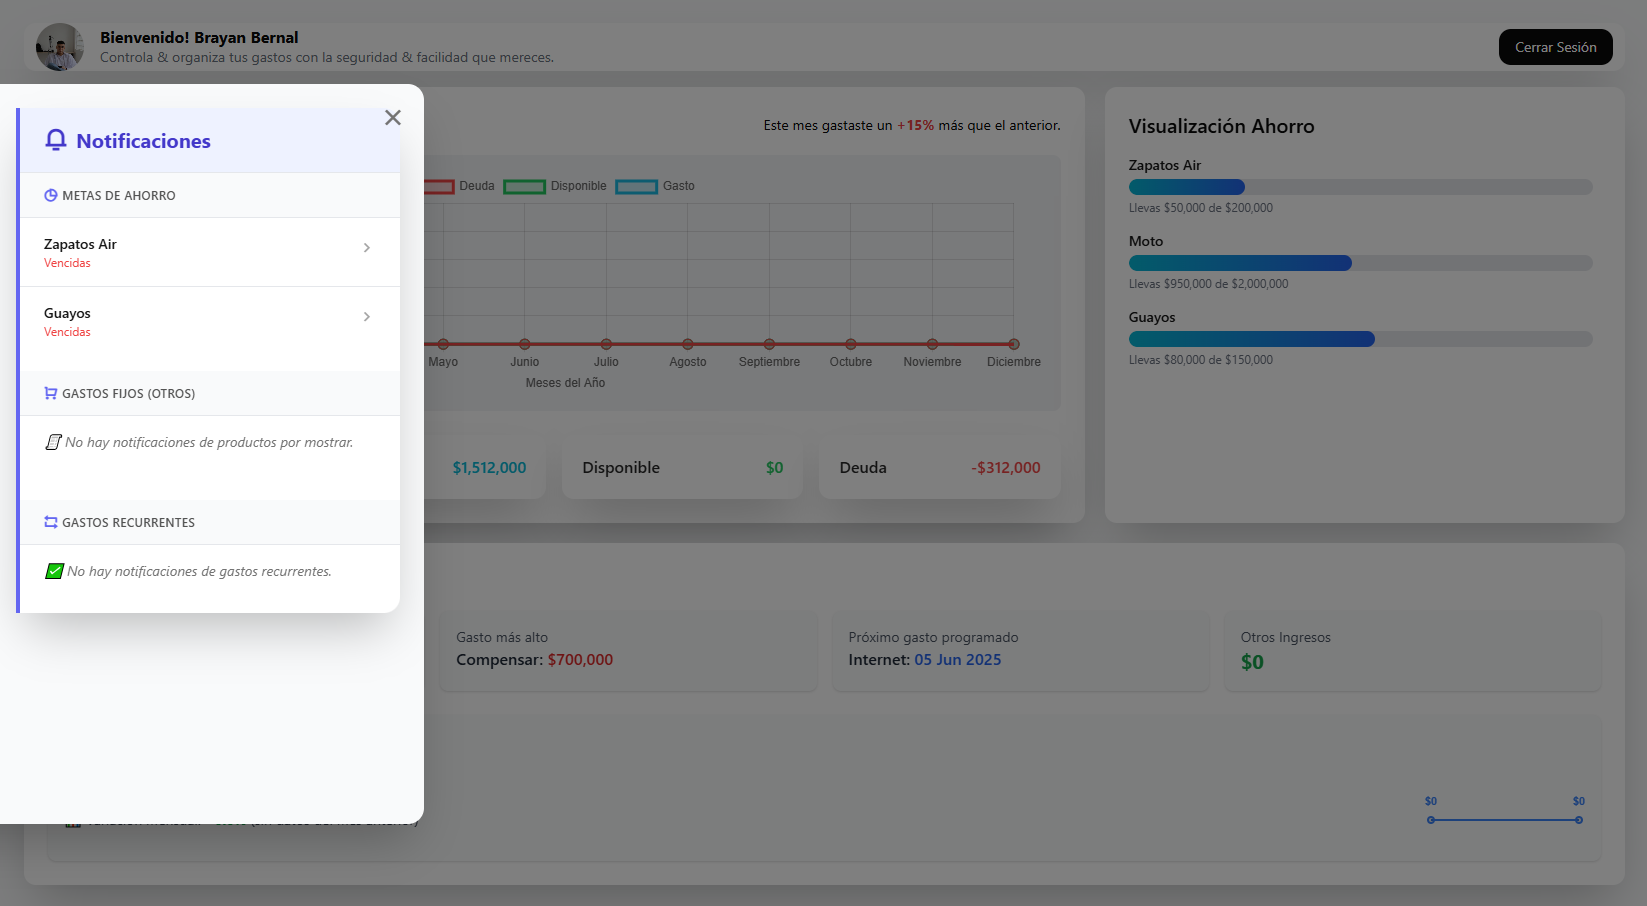 Bienvenido! Brayan Bernal
Controla & organiza tus gastos con la seguridad & facilidad que mereces.
Cerrar Sesión
Notificaciones
METAS DE AHORRO
Zapatos Air
Vencidas
Guayos
Vencidas
GASTOS FIJOS (OTROS)
No hay notificaciones de productos por mostrar.
GASTOS RECURRENTES
No hay notificaciones de gastos recurrentes.
Este mes gastaste un +15% más que el anterior.
Deuda Disponible Gasto
Mayo Junio Julio Agosto Septiembre Octubre Noviembre Diciembre
Meses del Año
$1,512,000
Disponible $0
Deuda -$312,000
Visualización Ahorro
Zapatos Air
Llevas $50,000 de $200,000
Moto
Llevas $950,000 de $2,000,000
Guayos
Llevas $80,000 de $150,000
Gasto más alto
Compensar: $700,000
Próximo gasto programado
Internet: 05 Jun 2025
Otros Ingresos
$0
$0 $0